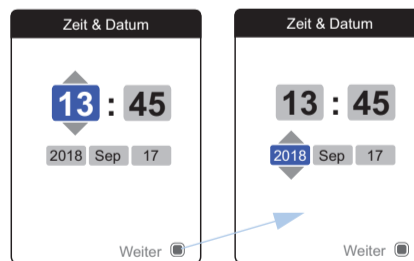 Zeit & Datum
13 : 45
2018 Sep 17
Weiter
Zeit & Datum
13 : 45
2018 Sep 17
Weiter